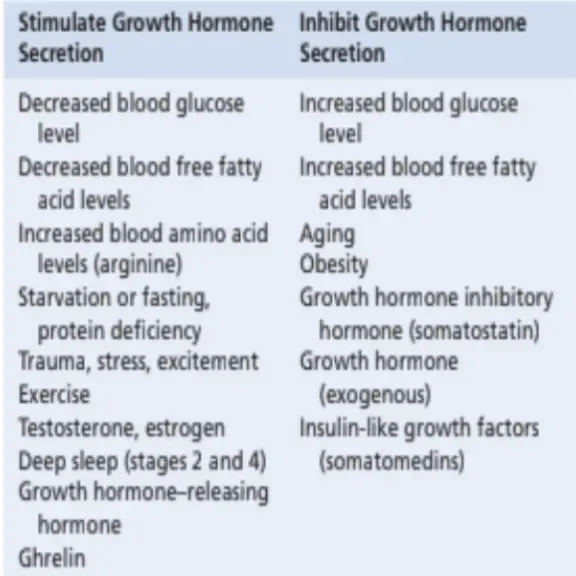 Stimulate Growth Hormone
Secretion
Decreased blood glucose
level
Decreased blood free fatty
acid levels
Increased blood amino acid
levels (arginine)
Starvation or fasting,
protein deficiency
Trauma, stress, excitement
Exercise
Testosterone, estrogen
Deep sleep (stages 2 and 4)
Growth hormone–releasing
hormone
Ghrelin
Inhibit Growth Hormone
Secretion
Increased blood glucose
level
Increased blood free fatty
acid levels
Aging
Obesity
Growth hormone inhibitory
hormone (somatostatin)
Growth hormone
(exogenous)
Insulin-like growth factors
(somatomedins)